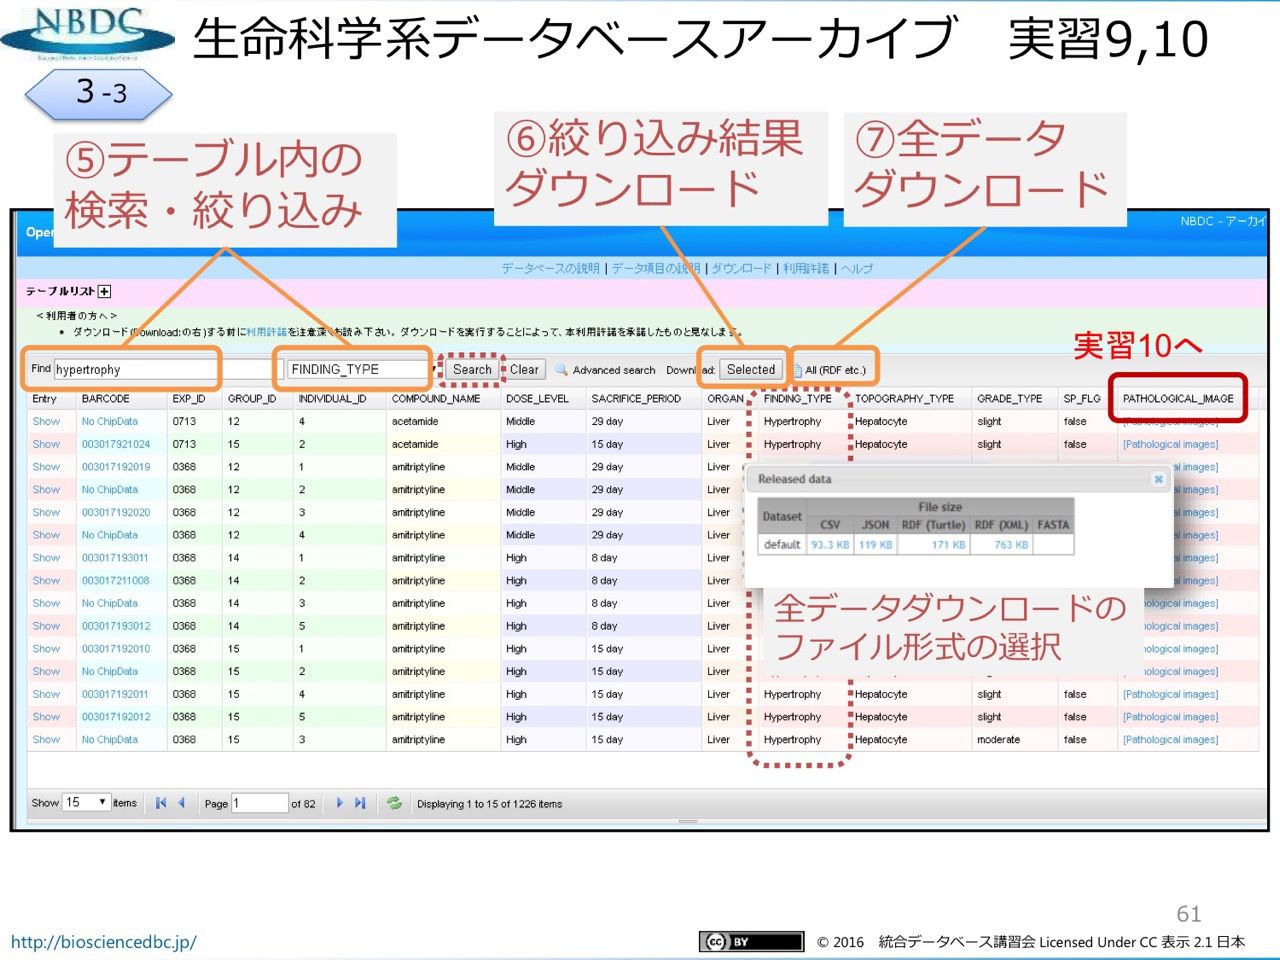 NBDC
生命科学系データベースアーカイブ 実習9,10
3-3
⑤テーブル内の
検索・絞り込み
⑥絞り込み結果
ダウンロード
⑦全データ
ダウンロード
Open
NBDC - アーカイ
データベースの説明 | データ項目の説明 | ダウンロード | 利用許諾 | ヘルプ
テーブルリスト
＜利用者の方へ＞
• ダウンロード(Download:の右)する前に利用許諾を注意深くお読み下さい。ダウンロードを実行することによって、本利用許諾を承諾したものと見なします。
実習10へ
Find hypertrophy FINDING_TYPE Search Clear Advanced search Download: Selected All (RDF etc.)
Entry BARCODE EXP_ID GROUP_ID INDIVIDUAL_ID COMPOUND_NAME DOSE_LEVEL SACRIFICE_PERIOD ORGAN FINDING_TYPE TOPOGRAPHY_TYPE GRADE_TYPE SP_FLG PATHOLOGICAL_IMAGE
Show No ChipData 0713 12 4 acetamide Middle 29 day Liver Hypertrophy Hepatocyte slight false [Pathological images]
Show 003017921024 0713 15 2 acetamide High 15 day Liver Hypertrophy Hepatocyte slight false [Pathological images]
Show 003017192019 0368 12 1 amitriptyline Middle 29 day Liver al images]
Show No ChipData 0368 12 2 amitriptyline Middle 29 day Liver al images]
Show 003017192020 0368 12 3 amitriptyline Middle 29 day Liver al images]
Show No ChipData 0368 12 4 amitriptyline Middle 29 day Liver al images]
Show 003017193011 0368 14 1 amitriptyline High 8 day Liver al images]
Show 003017211008 0368 14 2 amitriptyline High 8 day Liver al images]
Show No ChipData 0368 14 3 amitriptyline High 8 day Liver ological images]
Show 003017193012 0368 14 5 amitriptyline High 8 day Liver ological images]
Show 003017192010 0368 15 1 amitriptyline High 15 day Liver ological images]
Show No ChipData 0368 15 2 amitriptyline High 15 day Liver [Pathological images]
Show 003017192011 0368 15 4 amitriptyline High 15 day Liver Hypertrophy Hepatocyte slight false [Pathological images]
Show 003017192012 0368 15 5 amitriptyline High 15 day Liver Hypertrophy Hepatocyte slight false [Pathological images]
Show No ChipData 0368 15 3 amitriptyline High 15 day Liver Hypertrophy Hepatocyte moderate false [Pathological images]
Released data
Dataset File size
CSV JSON RDF (Turtle) RDF (XML) FASTA
default 93.3 KB 119 KB 171 KB 763 KB
全データダウンロードの
ファイル形式の選択
Show 15 items Page 1 of 82 Displaying 1 to 15 of 1226 items
61
http://biosciencedbc.jp/
cc BY © 2016 統合データベース講習会 Licensed Under CC 表示 2.1 日本